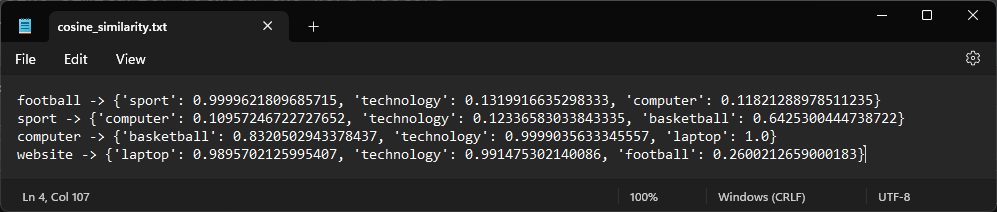 cosine_similarity.txt
File Edit View
football -> {'sport': 0.9999621809685715, 'technology': 0.1319916635298333, 'computer': 0.11821288978511235}
sport -> {'computer': 0.10957246722727652, 'technology': 0.12336583033843335, 'basketball': 0.6425300444738722}
computer -> {'basketball': 0.8320502943378437, 'technology': 0.9999035633345557, 'laptop': 1.0}
website -> {'laptop': 0.9895702125995407, 'technology': 0.991475302140086, 'football': 0.2600212659000183}
Ln 4, Col 107 100% Windows (CRLF) UTF-8